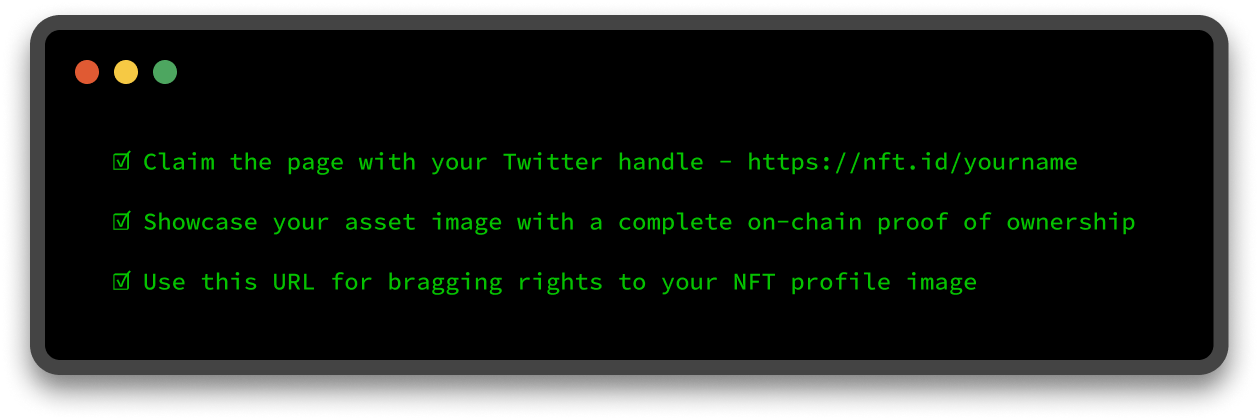 ☑ Claim the page with your Twitter handle - https://nft.id/yourname
☑ Showcase your asset image with a complete on-chain proof of ownership
☑ Use this URL for bragging rights to your NFT profile image